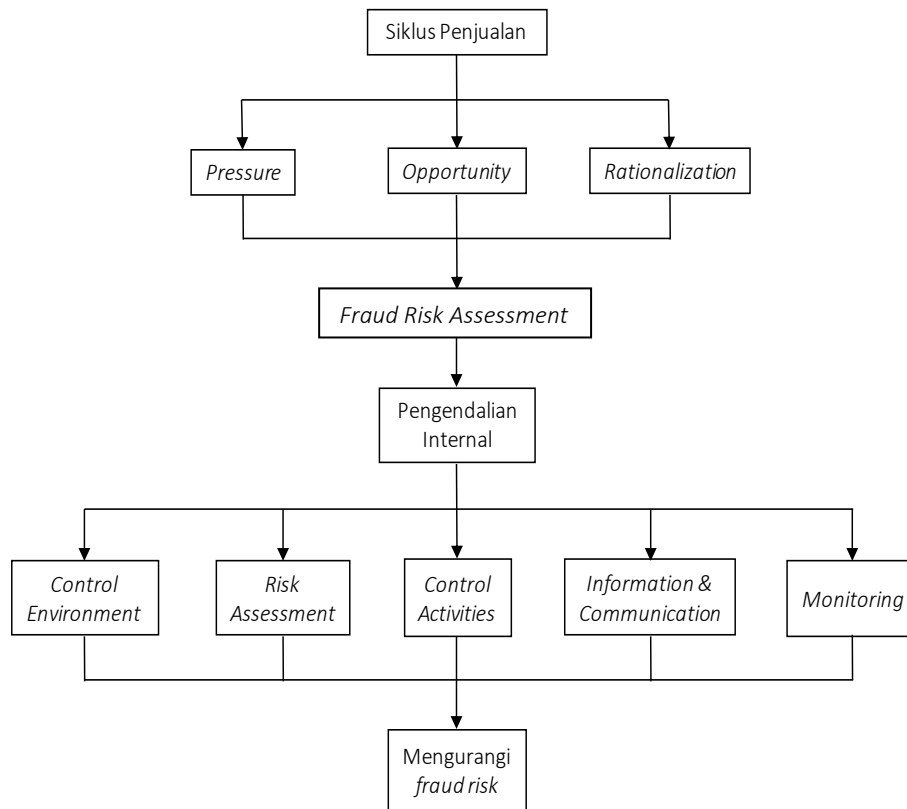 Siklus Penjualan
Pressure
Opportunity
Rationalization
Fraud Risk Assessment
Pengendalian
Internal
Control
Environment
Risk
Assessment
Control
Activities
Information &
Communication
Monitoring
Mengurangi
fraud risk